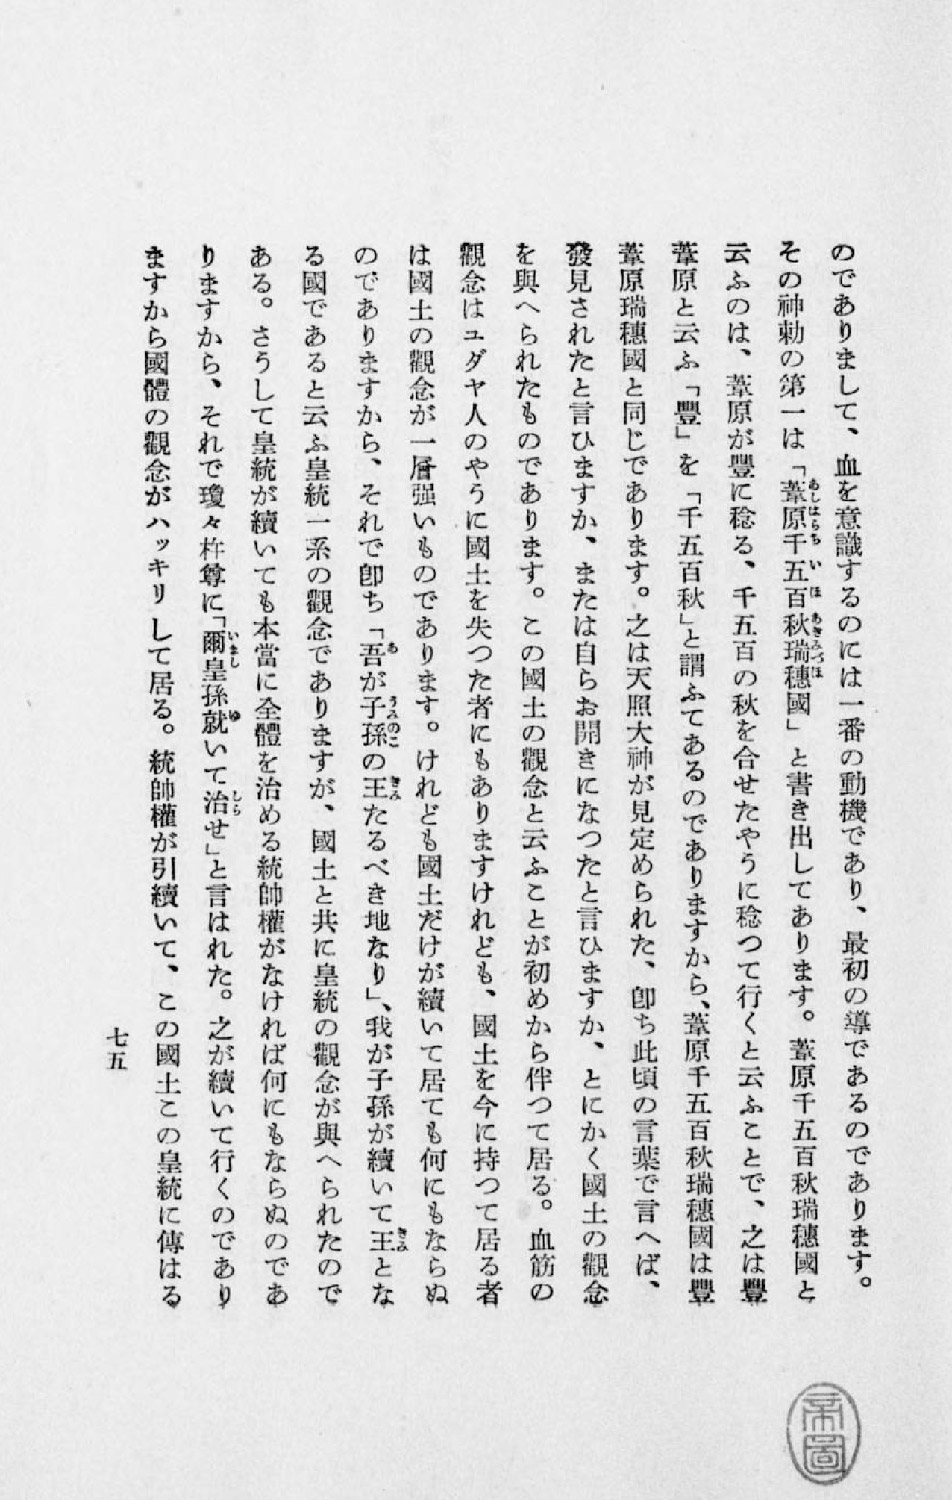 のでありまして、血を意識するのには一番の動機であり、最初の導であるのであります。
その神勅の第一は「葦原千五百秋瑞穗國」と書き出してあります。葦原千五百秋瑞穗國と
云ふのは、葦原が豐に稔る、千五百の秋を合せたやうに稔つて行くと云ふことで、之は豐
葦原と云ふ「豐」を「千五百秋」と謂ふてあるのでありますから、葦原千五百秋瑞穗國は豐
葦原瑞穗國と同じであります。之は天照大神が見定められた、卽ち此頃の言葉で言へば、
發見されたと言ひますか、または自らお開きになつたと言ひますか、とにかく國土の觀念
を與へられたものであります。この國土の觀念と云ふことが初めから伴つて居る。血筋の
觀念はユダヤ人のやうに國土を失つた者にもありますけれども、國土を今に持つて居る者
は國土の觀念が一層强いものであります。けれども國土だけが續いて居ても何にもならぬ
のでありますから、それで卽ち「吾が子孫の王たるべき地なり」、我が子孫が續いて王とな
る國であると云ふ皇統一系の觀念でありますが、國土と共に皇統の觀念が與へられたので
ある。さうして皇統が續いても本當に全體を治める統帥權がなければ何にもならぬのであ
りますから、それで瓊々杵尊に「爾皇孫就いて治せ」と言はれた。之が續いて行くのであり
ますから國體の觀念がハッキリして居る。統帥權が引續いて、この國土この皇統に傳はる
七五
帝圖